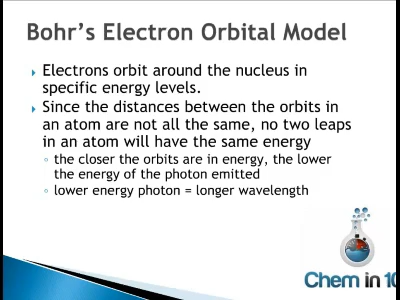 Bohr's Electron Orbital Model
Electrons orbit around the nucleus in
specific energy levels.
Since the distances between the orbits in
an atom are not all the same, no two leaps
in an atom will have the same energy
the closer the orbits are in energy, the lower
the energy of the photon emitted
lower energy photon = longer wavelength
Chem in 10